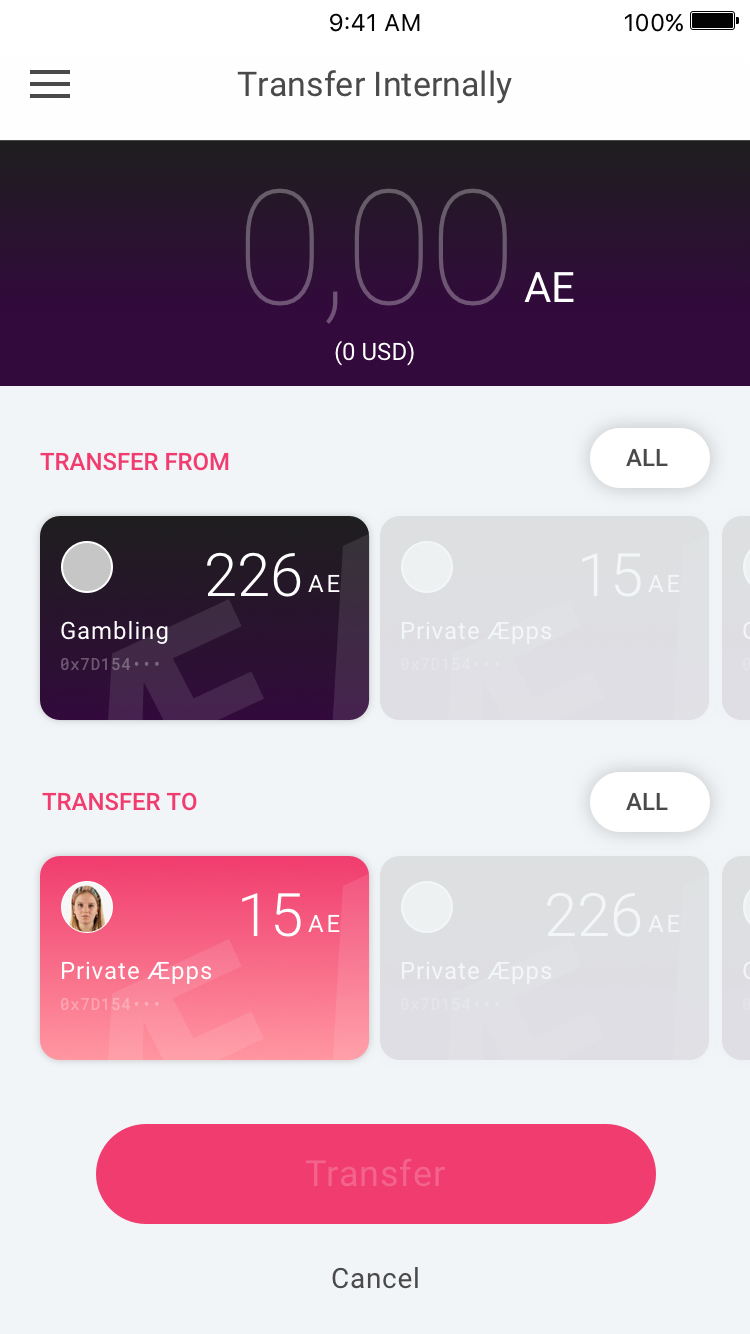 9:41 AM 100%
Transfer Internally
0,00 AE
(0 USD)
TRANSFER FROM ALL
226 AE 15 AE
Gambling Private Æpps
0x7D154··· 0x7D154···
TRANSFER TO ALL
15 AE 226 AE
Private Æpps Private Æpps
0x7D154··· 0x7D154···
Transfer
Cancel